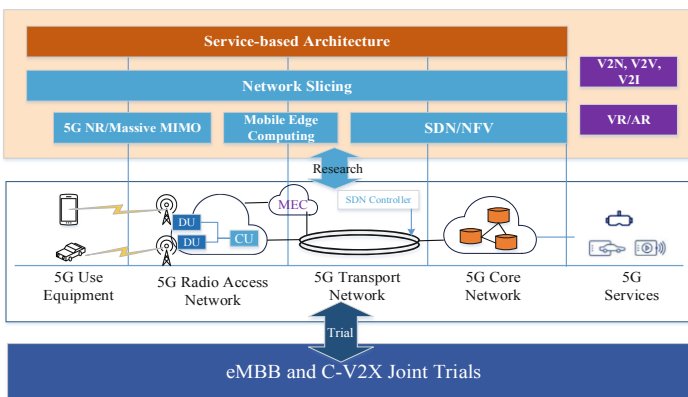 Service-based Architecture
Network Slicing
V2N, V2V,
V2I
5G NR/Massive MIMO
Mobile Edge
Computing
SDN/NFV
VR/AR
Research
MEC
SDN Controller
DU
DU
CU
5G Use
Equipment
5G Radio Access
Network
5G Transport
Network
5G Core
Network
5G
Services
Trial
eMBB and C-V2X Joint Trials